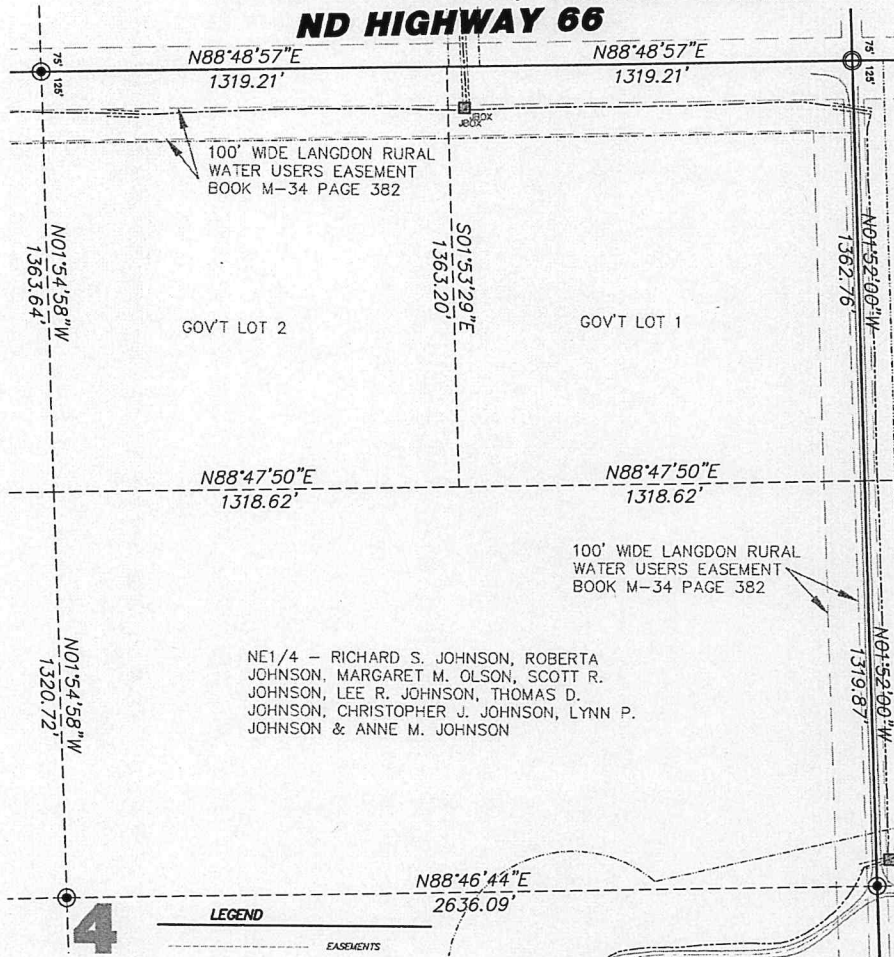 ND HIGHWAY 66
N88°48'57"E
1319.21'
N88°48'57"E
1319.21'
75'
125'
75'
125'
JBOX
JBOX
100' WIDE LANGDON RURAL
WATER USERS EASEMENT
BOOK M-34 PAGE 382
N01°54'58"W
1363.64'
S01°53'29"E
1363.20'
N01°52'00"W
1362.76'
GOV'T LOT 2
GOV'T LOT 1
N88°47'50"E
1318.62'
N88°47'50"E
1318.62'
100' WIDE LANGDON RURAL
WATER USERS EASEMENT
BOOK M-34 PAGE 382
N01°54'58"W
1320.72'
N01°52'00"W
1319.87'
NE1/4 - RICHARD S. JOHNSON, ROBERTA
JOHNSON, MARGARET M. OLSON, SCOTT R.
JOHNSON, LEE R. JOHNSON, THOMAS D.
JOHNSON, CHRISTOPHER J. JOHNSON, LYNN P.
JOHNSON & ANNE M. JOHNSON
N88°46'44"E
2636.09'
4
LEGEND
EASEMENTS